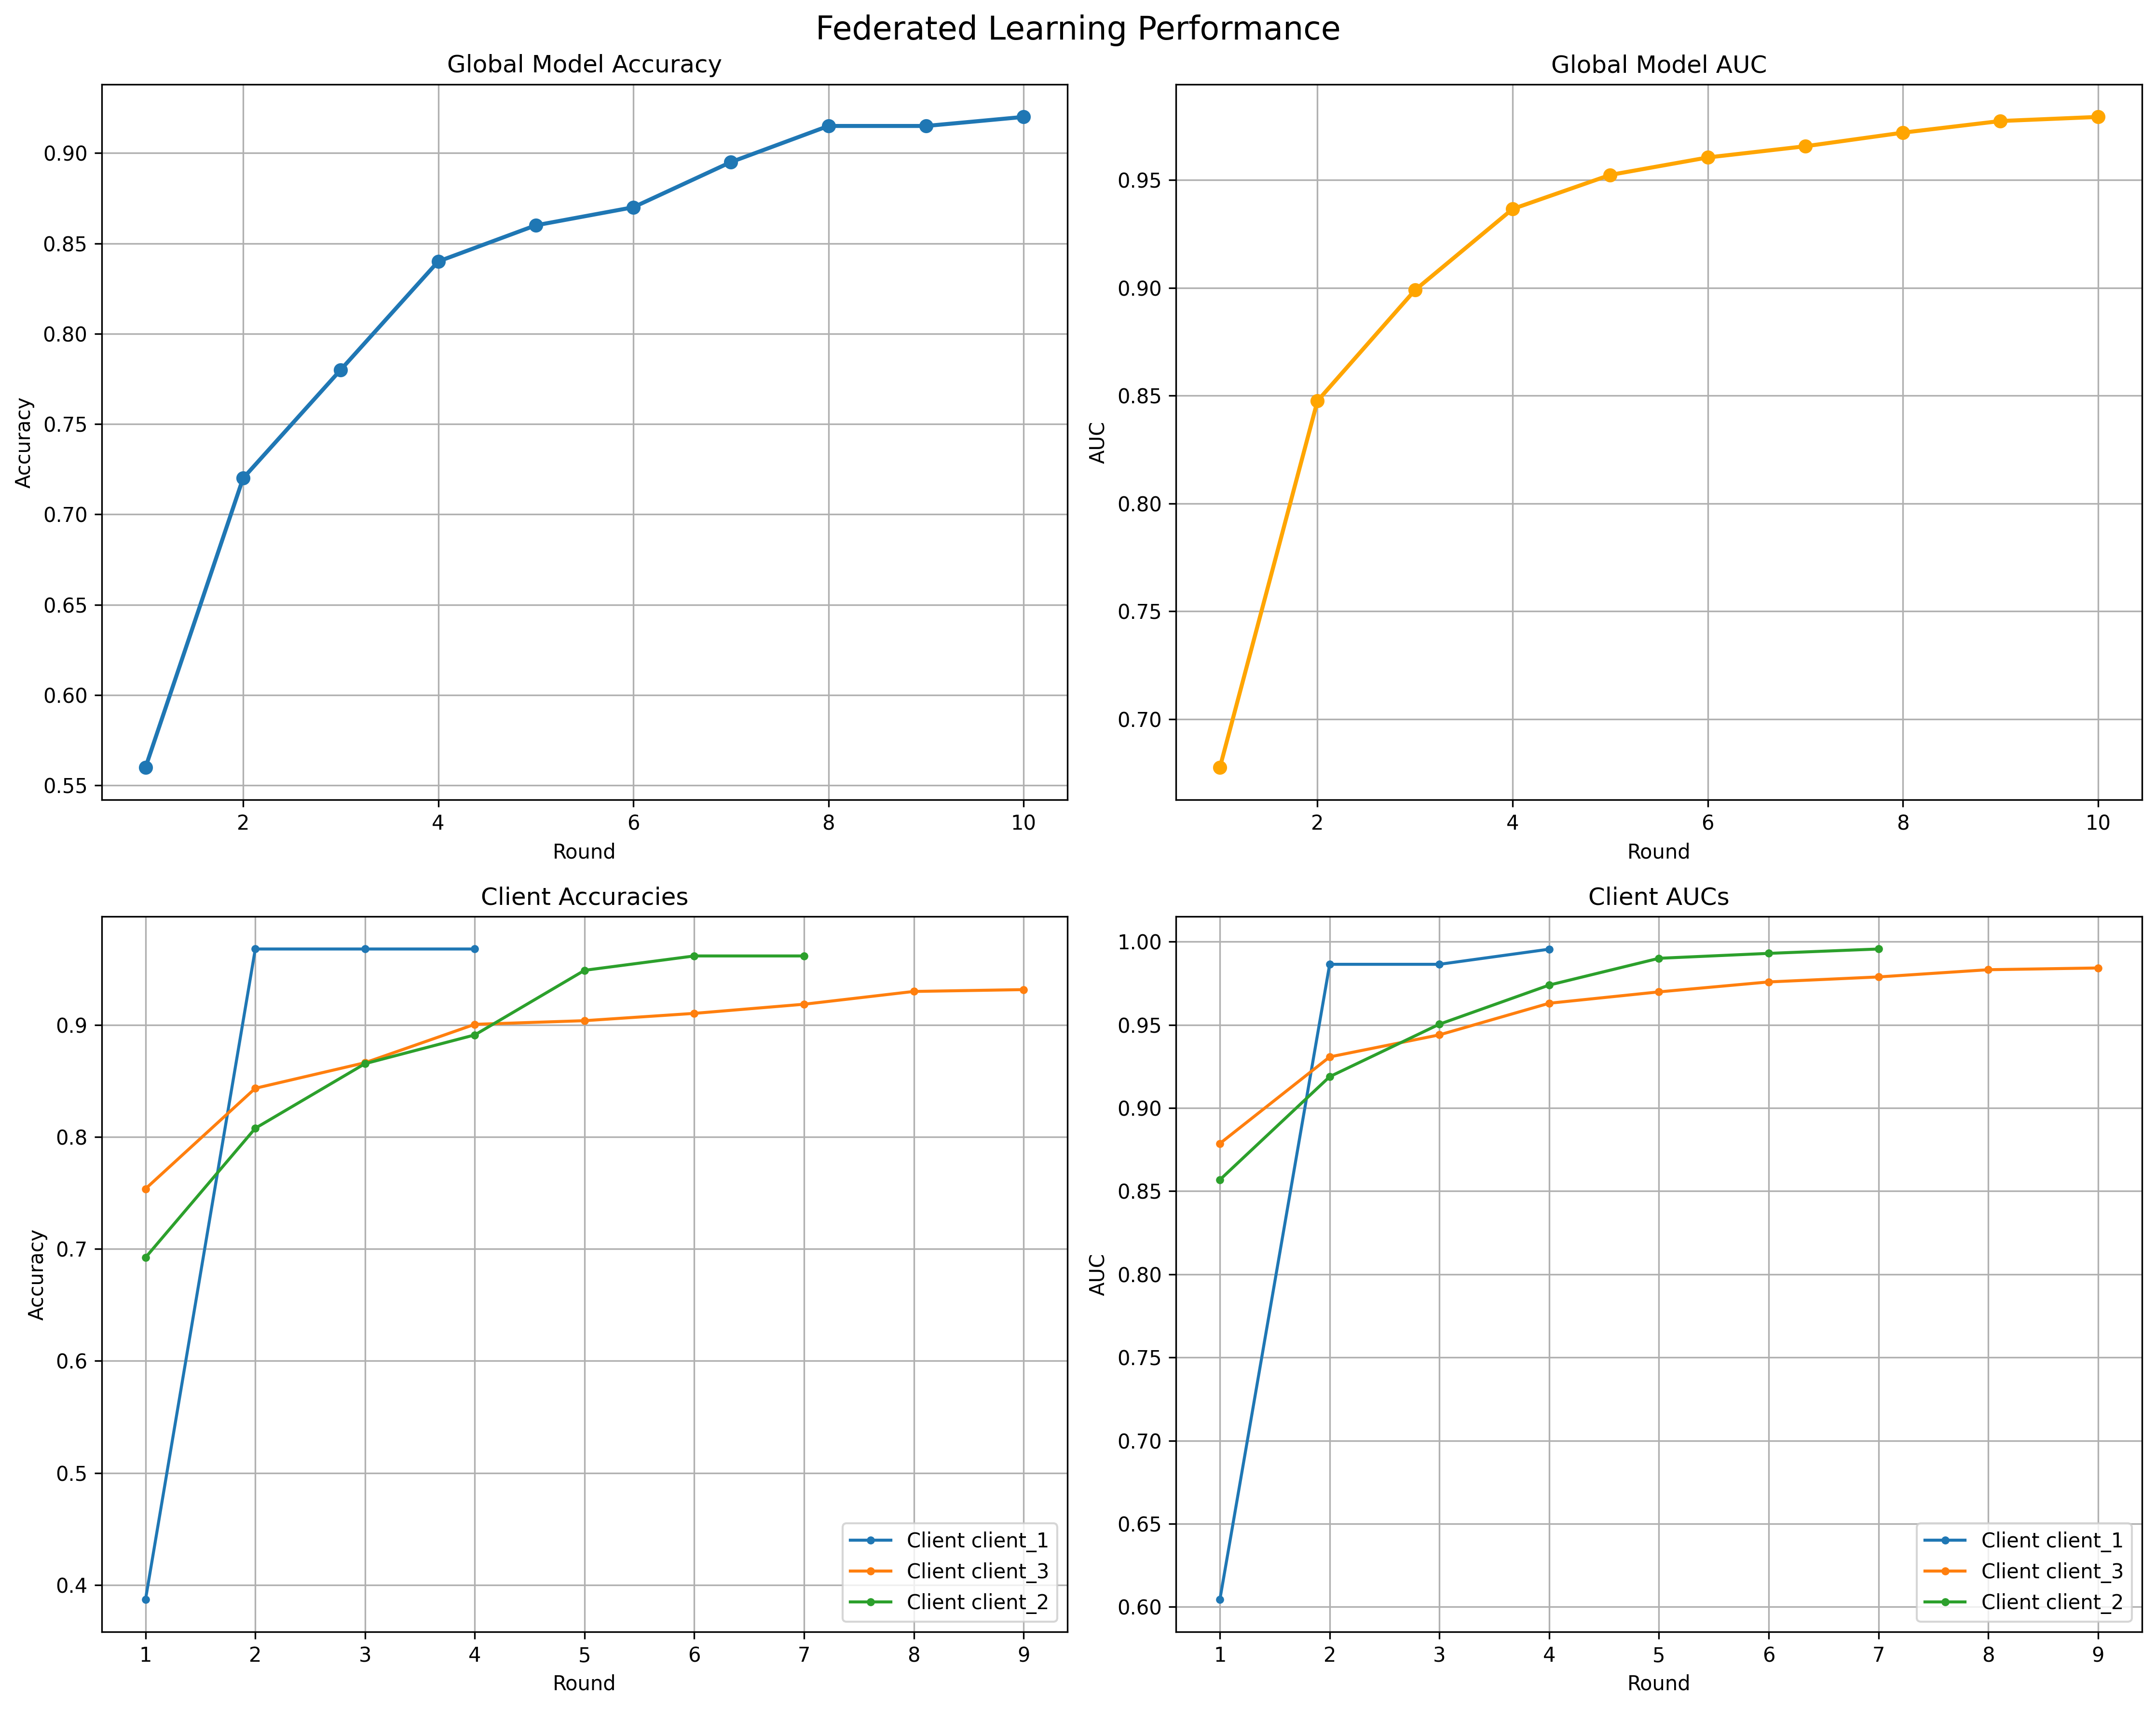 Federated Learning Performance
Global Model Accuracy
Accuracy
0.90
0.85
0.80
0.75
0.70
0.65
0.60
0.55
2 4 6 8 10
Round
Global Model AUC
AUC
0.95
0.90
0.85
0.80
0.75
0.70
2 4 6 8 10
Round
Client Accuracies
Accuracy
0.9
0.8
0.7
0.6
0.5
0.4
Client client_1
Client client_3
Client client_2
1 2 3 4 5 6 7 8 9
Round
Client AUCs
AUC
1.00
0.95
0.90
0.85
0.80
0.75
0.70
0.65
0.60
Client client_1
Client client_3
Client client_2
1 2 3 4 5 6 7 8 9
Round